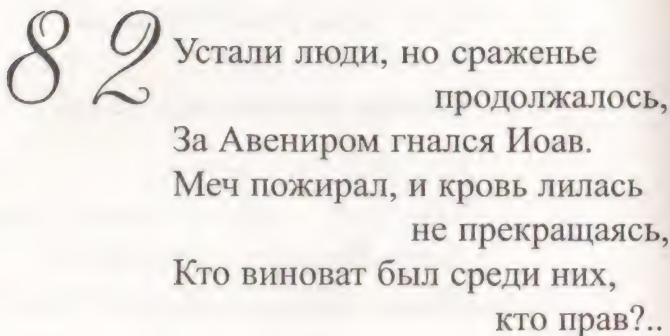 82
Устали люди, но сраженье
продолжалось,
За Авениром гнался Иоав.
Меч пожирал, и кровь лилась
не прекращаясь,
Кто виноват был среди них,
кто прав?..